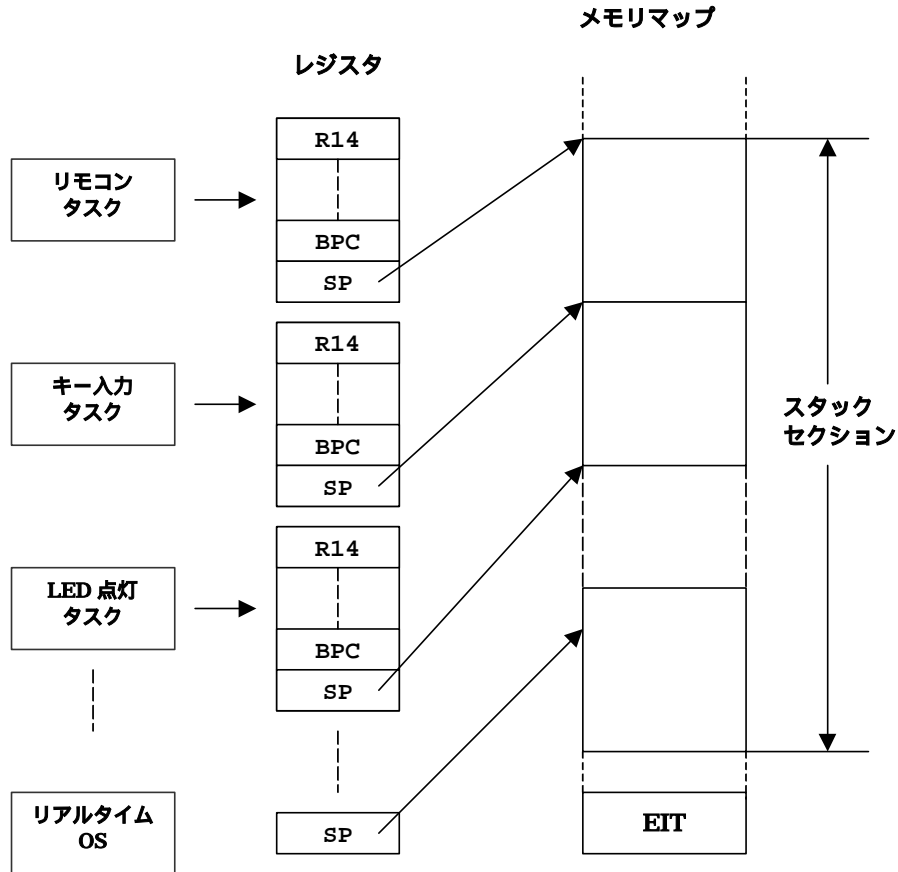 メモリマップ
レジスタ
リモコン
タスク
R14
BPC
SP
キー入力
タスク
R14
BPC
SP
スタック
セクション
LED 点灯
タスク
R14
BPC
SP
リアルタイム
OS
SP
EIT